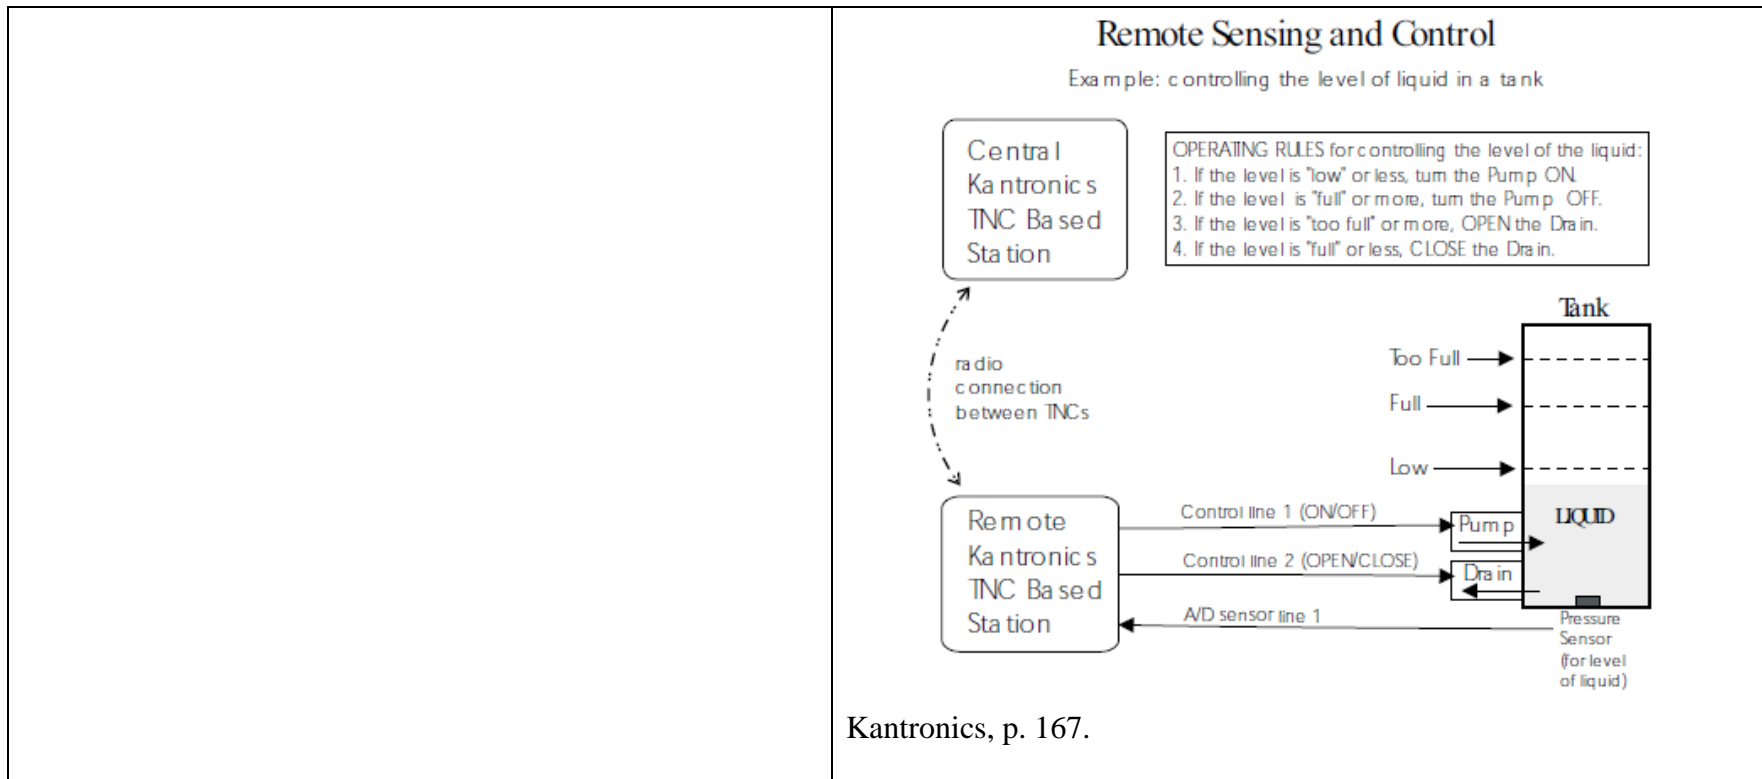 Remote Sensing and Control
Example: controlling the level of liquid in a tank
Central
Kantronics
TNC Based
Station
OPERATING RULES for controlling the level of the liquid:
1. If the level is "low" or less, turn the Pump ON.
2. If the level is "full" or more, turn the Pump OFF.
3. If the level is "too full" or more, OPEN the Drain.
4. If the level is "full" or less, CLOSE the Drain.
Tank
Too Full
Full
Low
radio
connection
between TNCs
Remote
Kantronics
TNC Based
Station
Control line 1 (ON/OFF)
Control line 2 (OPEN/CLOSE)
A/D sensor line 1
Pump
Drain
LIQUID
Pressure
Sensor
(for level
of liquid)
Kantronics, p. 167.